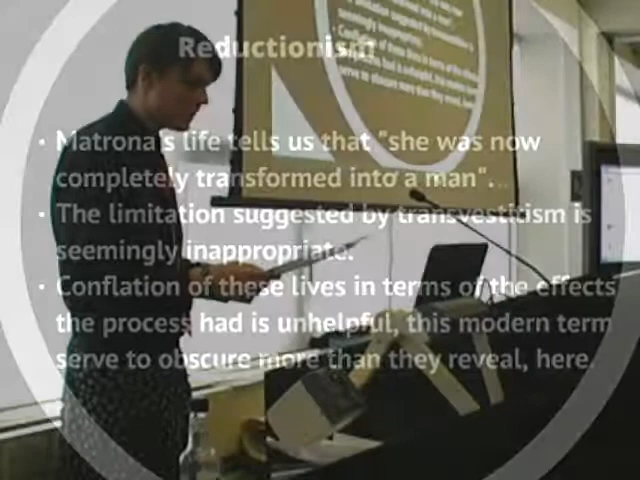 Reductionism
• Matrona's life tells us that "she was now
completely transformed into a man"...
• The limitation suggested by transvestitism is
seemingly inappropriate.
• Conflation of these lives in terms of the effects
the process had is unhelpful, this modern term
serve to obscure more than they reveal, here.